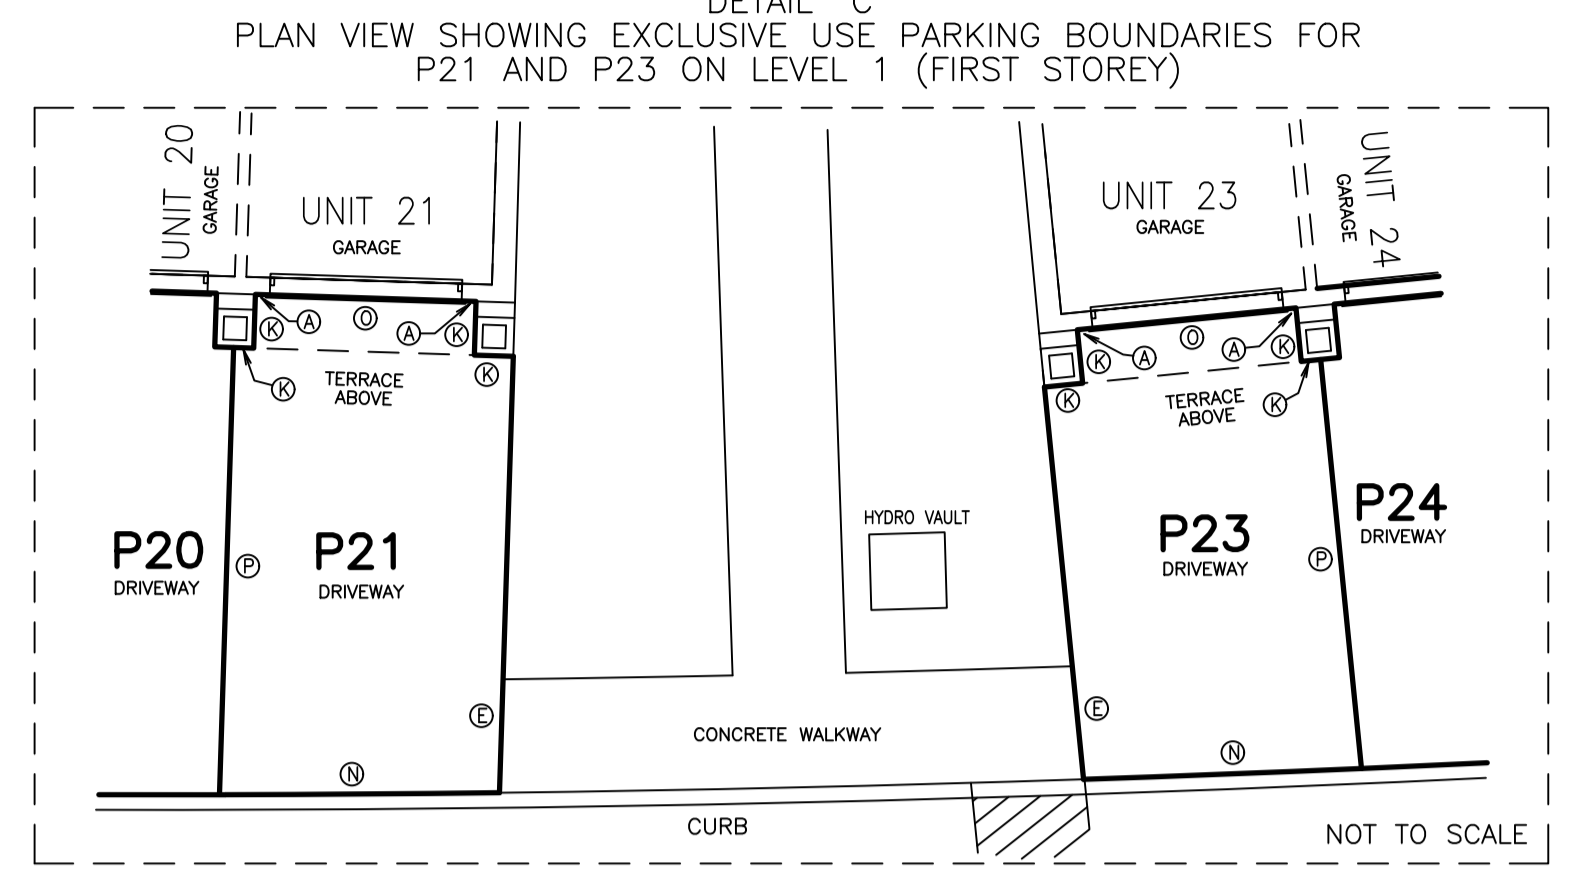 DETAIL "C"
PLAN VIEW SHOWING EXCLUSIVE USE PARKING BOUNDARIES FOR
P21 AND P23 ON LEVEL 1 (FIRST STOREY)
UNIT 20
GARAGE
UNIT 21
GARAGE
UNIT 23
GARAGE
UNIT 24
GARAGE
K
A
O
A
K
K
K
TERRACE
ABOVE
K
A
O
A
K
K
K
TERRACE
ABOVE
P20
DRIVEWAY
P
P21
DRIVEWAY
E
N
HYDRO VAULT
P23
DRIVEWAY
P
P24
DRIVEWAY
E
N
CONCRETE WALKWAY
CURB
NOT TO SCALE